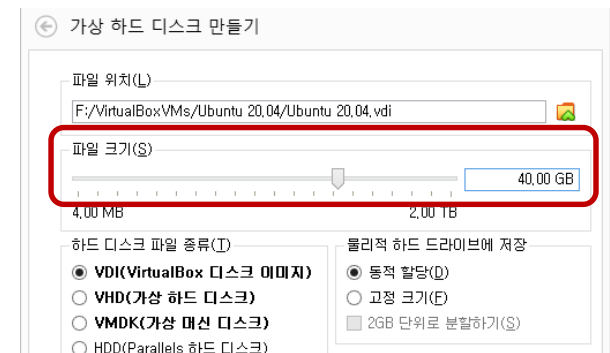 가상 하드 디스크 만들기
파일 위치(L)
F:/VirtualBoxVMs/Ubuntu 20,04/Ubuntu 20,04,vdi
파일 크기(S)
40,00 GB
4,00 MB 2,00 TB
하드 디스크 파일 종류(T)
VDI(VirtualBox 디스크 이미지)
VHD(가상 하드 디스크)
VMDK(가상 머신 디스크)
HDD(Parallels 하드 디스크)
물리적 하드 드라이브에 저장
동적 할당(D)
고정 크기(F)
2GB 단위로 분할하기(S)